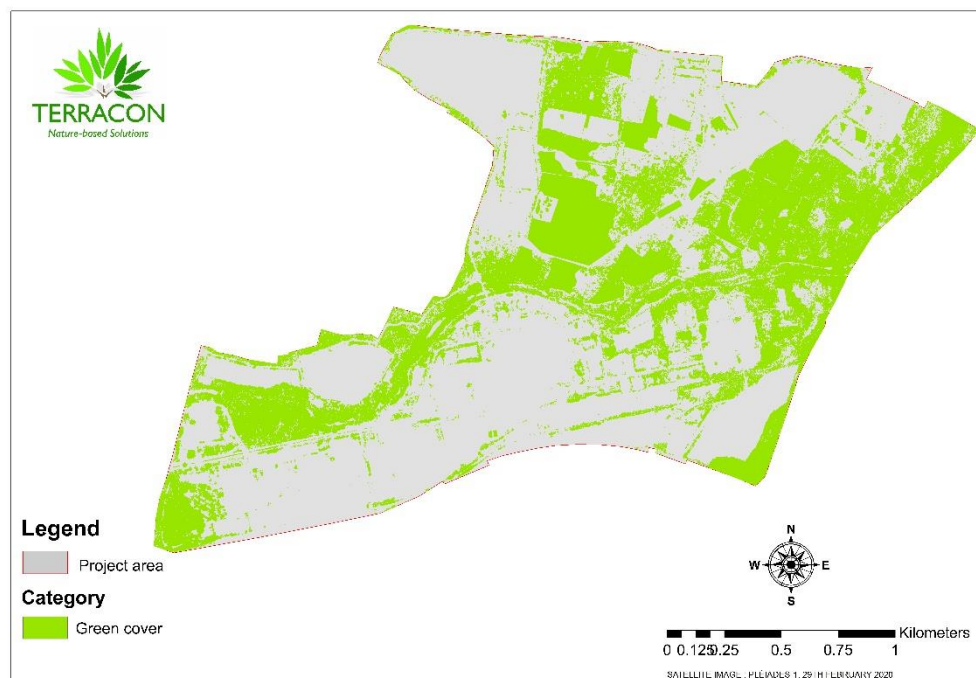 TERRACON
Nature-based Solutions
Legend
Project area
Category
Green cover
N
W E
S
Kilometers
0 0.125 0.25 0.5 0.75 1
SATELLITE IMAGE : PLÉIADES 1, 29TH FEBRUARY 2020